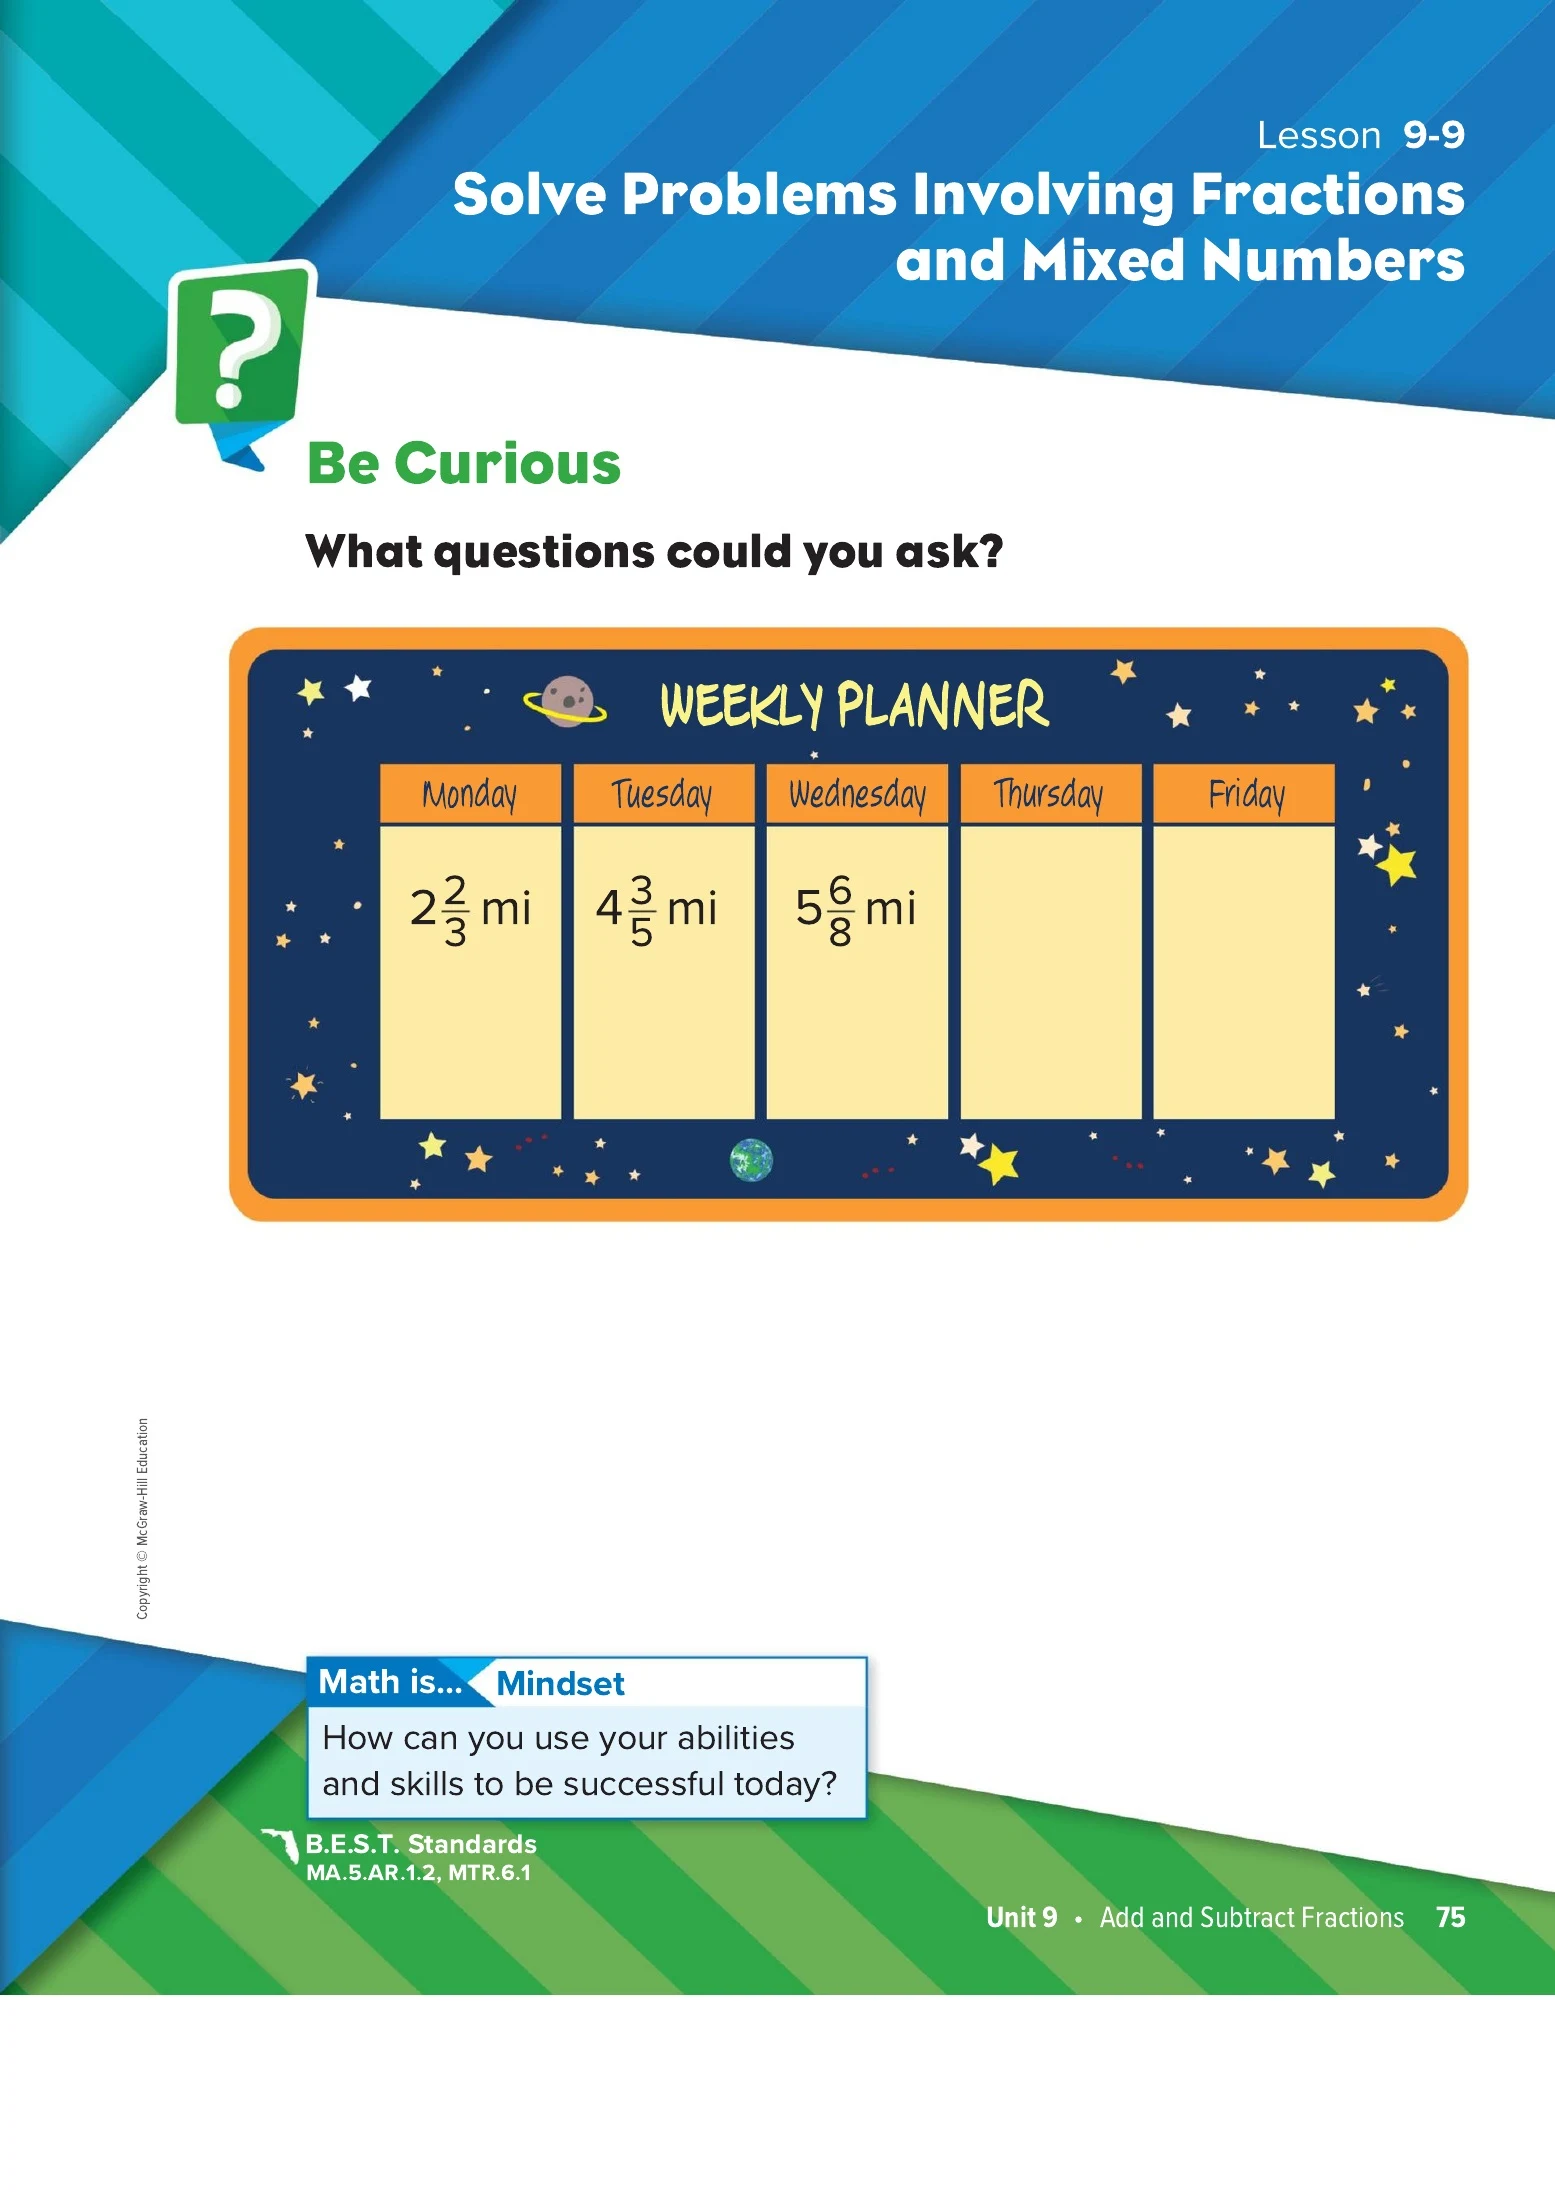 Lesson 9-9
Solve Problems Involving Fractions
and Mixed Numbers
?
Be Curious
What questions could you ask?
WEEKLY PLANNER
Monday Tuesday Wednesday Thursday Friday
2 2/3 mi 4 3/5 mi 5 6/8 mi
Copyright © McGraw-Hill Education
Math is... Mindset
How can you use your abilities
and skills to be successful today?
B.E.S.T. Standards
MA.5.AR.1.2, MTR.6.1
Unit 9 • Add and Subtract Fractions 75